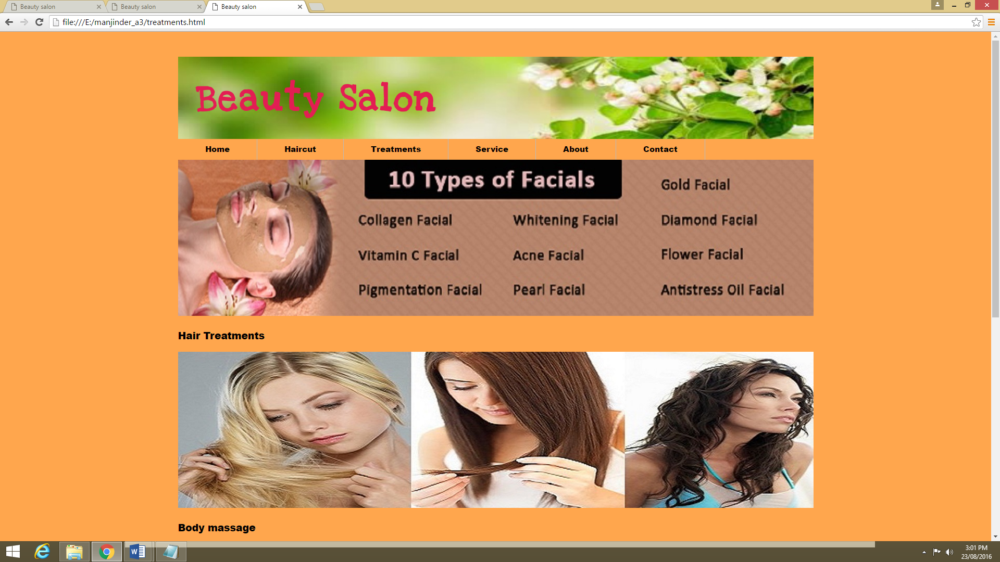 Beauty salon
Beauty salon
Beauty salon
file:///E:/manjinder_a3/treatments.html
Beauty Salon
Home Haircut Treatments Service About Contact
10 Types of Facials
Gold Facial
Collagen Facial Whitening Facial Diamond Facial
Vitamin C Facial Acne Facial Flower Facial
Pigmentation Facial Pearl Facial Antistress Oil Facial
Hair Treatments
Body massage
3:01 PM
23/08/2016